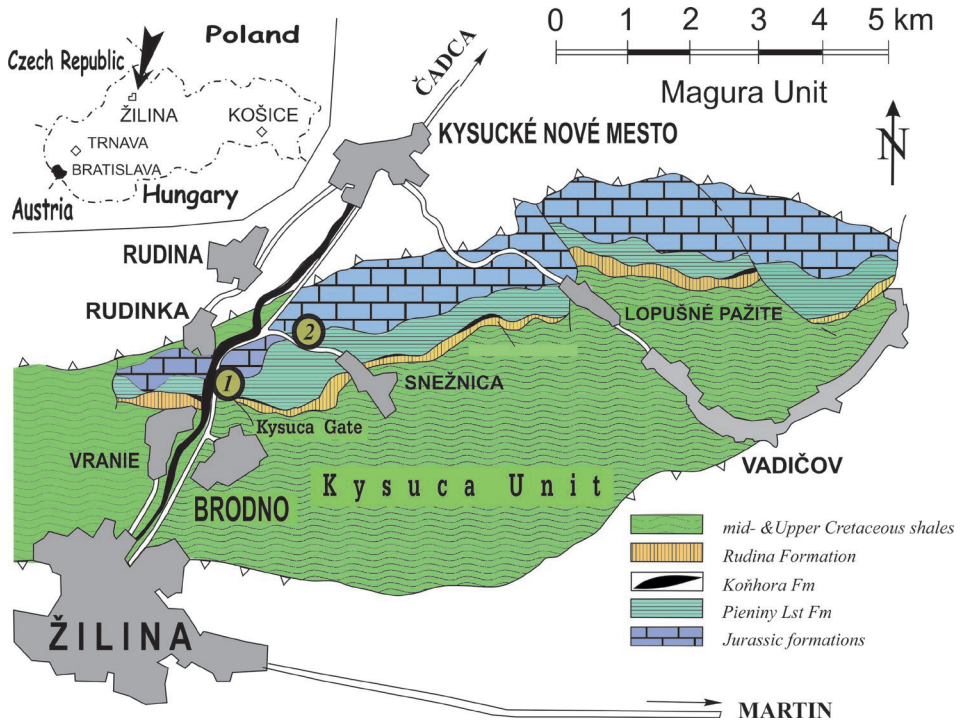 Poland
Czech Republic
ŽILINA
KOŠICE
TRNAVA
BRATISLAVA
Hungary
Austria
0 1 2 3 4 5 km
Magura Unit
N
ČADCA
KYSUCKÉ NOVÉ MESTO
RUDINA
RUDINKA
LOPUŠNÉ PAŽITE
2
SNEŽNICA
1
Kysuca Gate
VRANIE
BRODNO
Kysuca Unit
VADIČOV
ŽILINA
MARTIN
mid- &Upper Cretaceous shales
Rudina Formation
Koňhora Fm
Pieniny Lst Fm
Jurassic formations